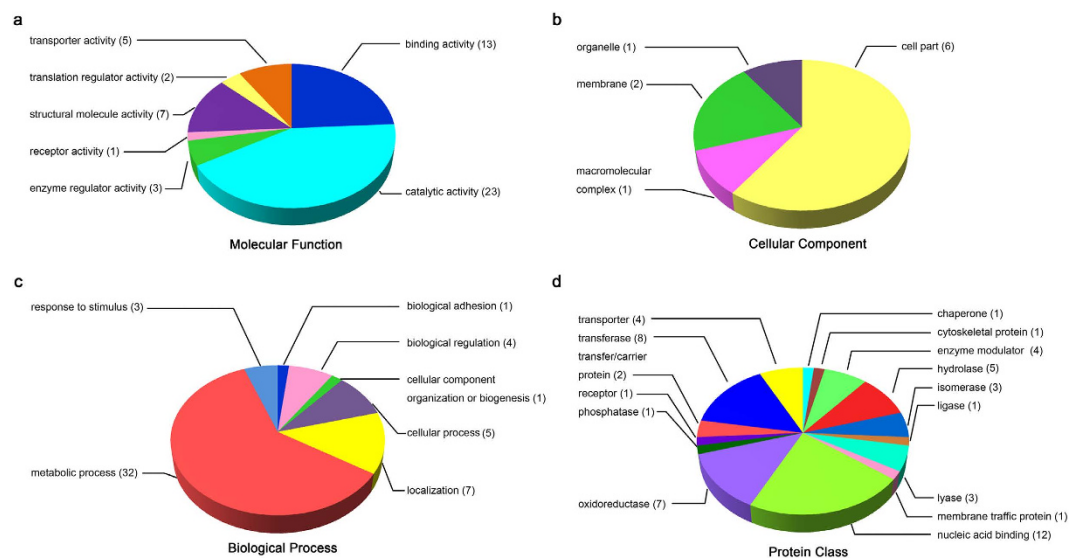 a
transporter activity (5)
binding activity (13)
translation regulator activity (2)
structural molecule activity (7)
receptor activity (1)
enzyme regulator activity (3)
catalytic activity (23)
Molecular Function
b
organelle (1)
cell part (6)
membrane (2)
macromolecular
complex (1)
Cellular Component
c
response to stimulus (3)
biological adhesion (1)
biological regulation (4)
cellular component
organization or biogenesis (1)
cellular process (5)
metabolic process (32)
localization (7)
Biological Process
d
transporter (4)
transferase (8)
transfer/carrier
protein (2)
receptor (1)
phosphatase (1)
oxidoreductase (7)
chaperone (1)
cytoskeletal protein (1)
enzyme modulator (4)
hydrolase (5)
isomerase (3)
ligase (1)
lyase (3)
membrane traffic protein (1)
nucleic acid binding (12)
Protein Class